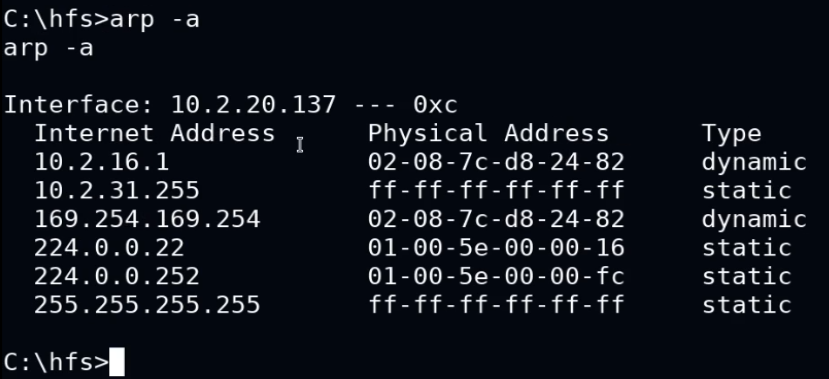 C:\hfs>arp -a
arp -a
Interface: 10.2.20.137 --- 0xc
Internet Address Physical Address Type
10.2.16.1 02-08-7c-d8-24-82 dynamic
10.2.31.255 ff-ff-ff-ff-ff-ff static
169.254.169.254 02-08-7c-d8-24-82 dynamic
224.0.0.22 01-00-5e-00-00-16 static
224.0.0.252 01-00-5e-00-00-fc static
255.255.255.255 ff-ff-ff-ff-ff-ff static
C:\hfs>